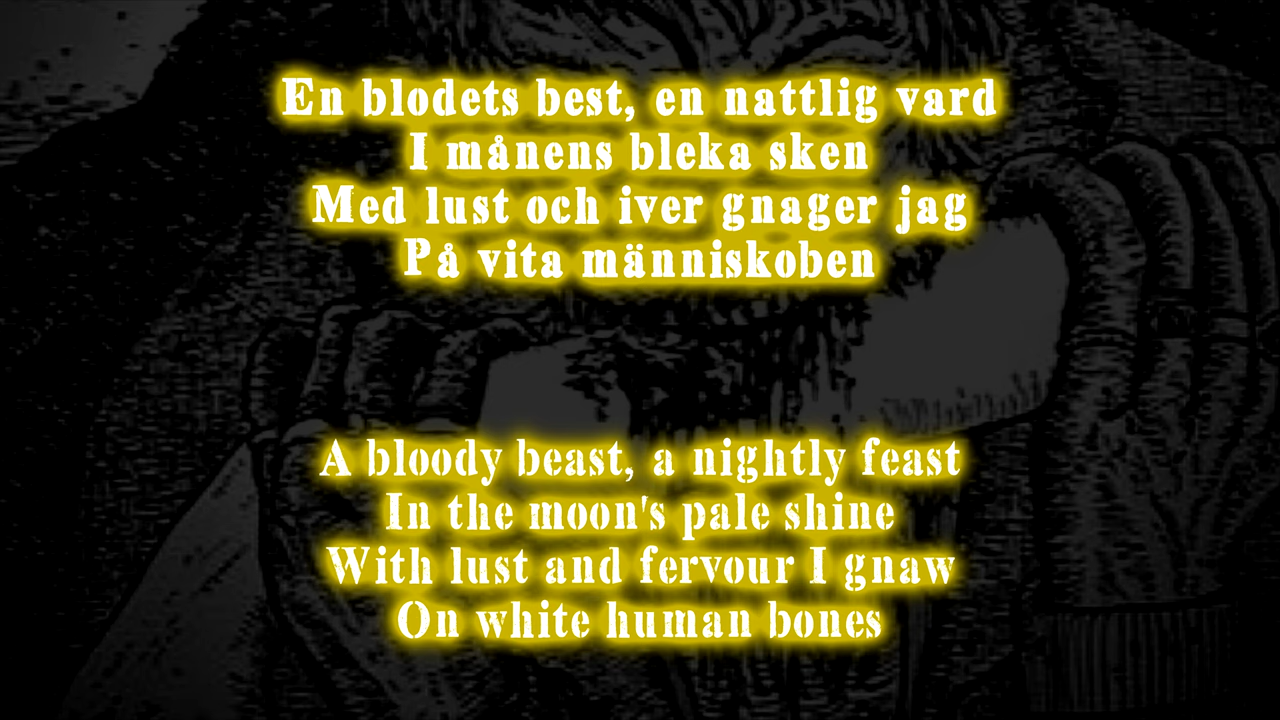 En blodets best, en nattlig vard
I månens bleka sken
Med lust och iver gnager jag
På vita människoben
A bloody beast, a nightly feast
In the moon's pale shine
With lust and fervour I gnaw
On white human bones